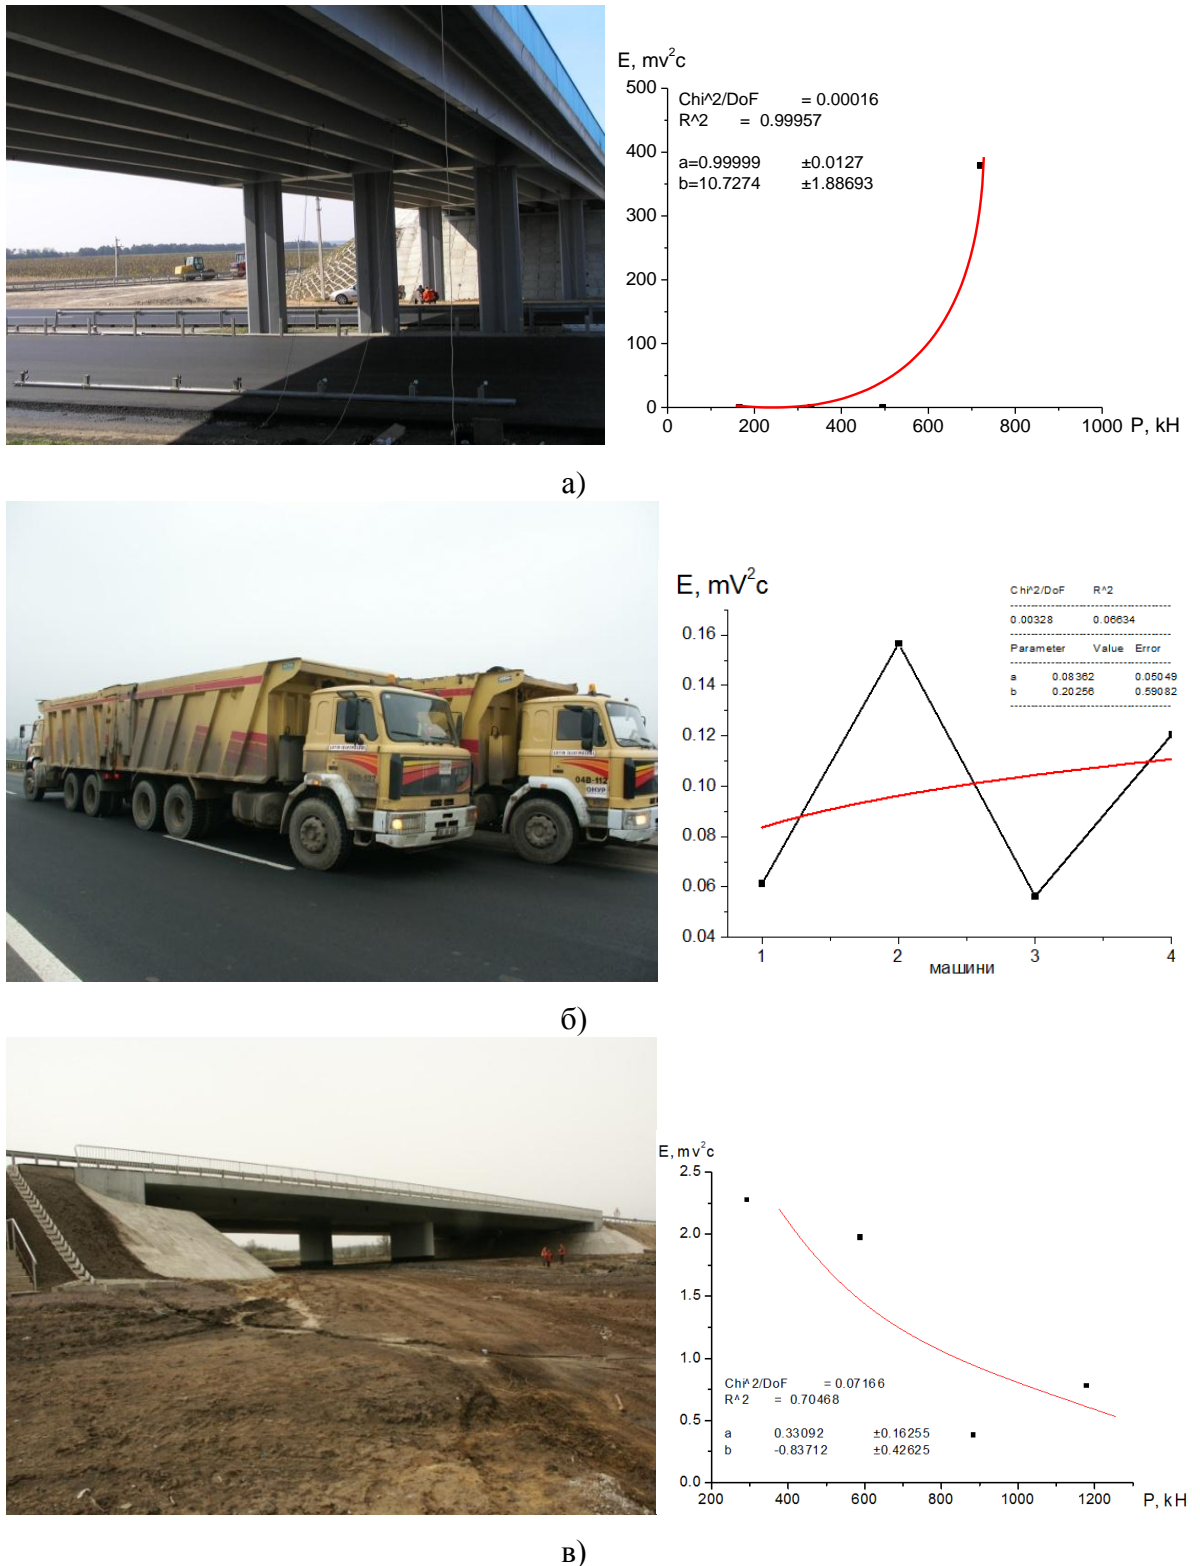 E, mv²c
500
400
300
200
100
0
Chi^2/DoF = 0.00016
R^2 = 0.99957
a=0.99999 ±0.0127
b=10.7274 ±1.88693
0 200 400 600 800 1000 P, kH
а)
E, mV²c
0.16
0.14
0.12
0.10
0.08
0.06
0.04
Chi^2/DoF R^2
0.00328 0.06634
Parameter Value Error
a 0.08362 0.05049
b 0.20256 0.59082
1 2 3 4
машини
04B-112
ОНУР
б)
E, mv²c
2.5
2.0
1.5
1.0
0.5
0.0
Chi^2/DoF = 0.07166
R^2 = 0.70468
a 0.33092 ±0.16255
b -0.83712 ±0.42625
200 400 600 800 1000 1200 P, kH
в)